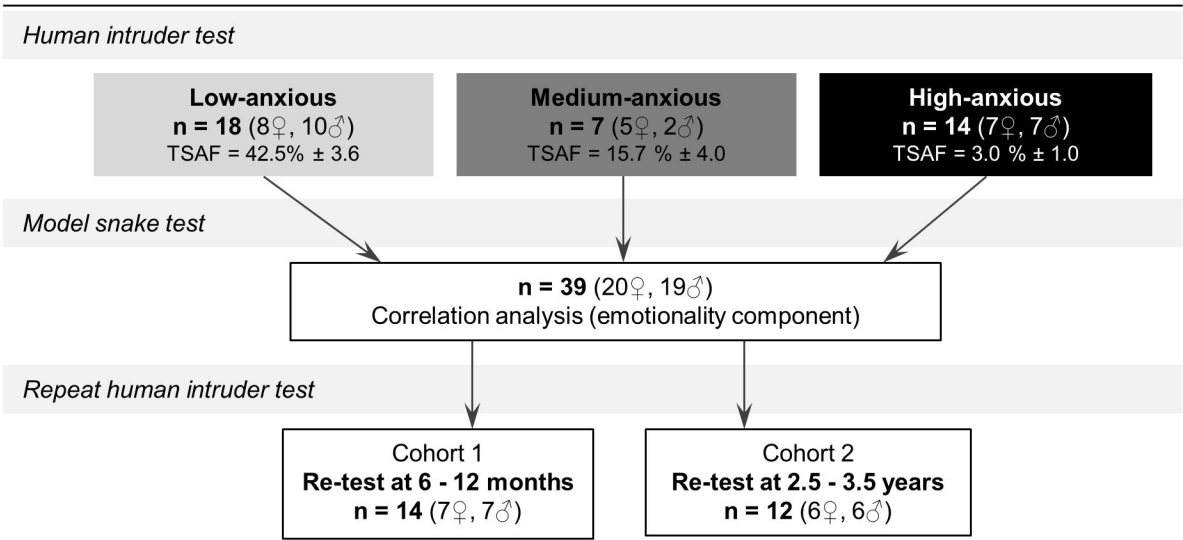 Human intruder test
Low-anxious
n = 18 (8♀, 10♂)
TSAF = 42.5% ± 3.6
Medium-anxious
n = 7 (5♀, 2♂)
TSAF = 15.7 % ± 4.0
High-anxious
n = 14 (7♀, 7♂)
TSAF = 3.0 % ± 1.0
Model snake test
n = 39 (20♀, 19♂)
Correlation analysis (emotionality component)
Repeat human intruder test
Cohort 1
Re-test at 6 - 12 months
n = 14 (7♀, 7♂)
Cohort 2
Re-test at 2.5 - 3.5 years
n = 12 (6♀, 6♂)